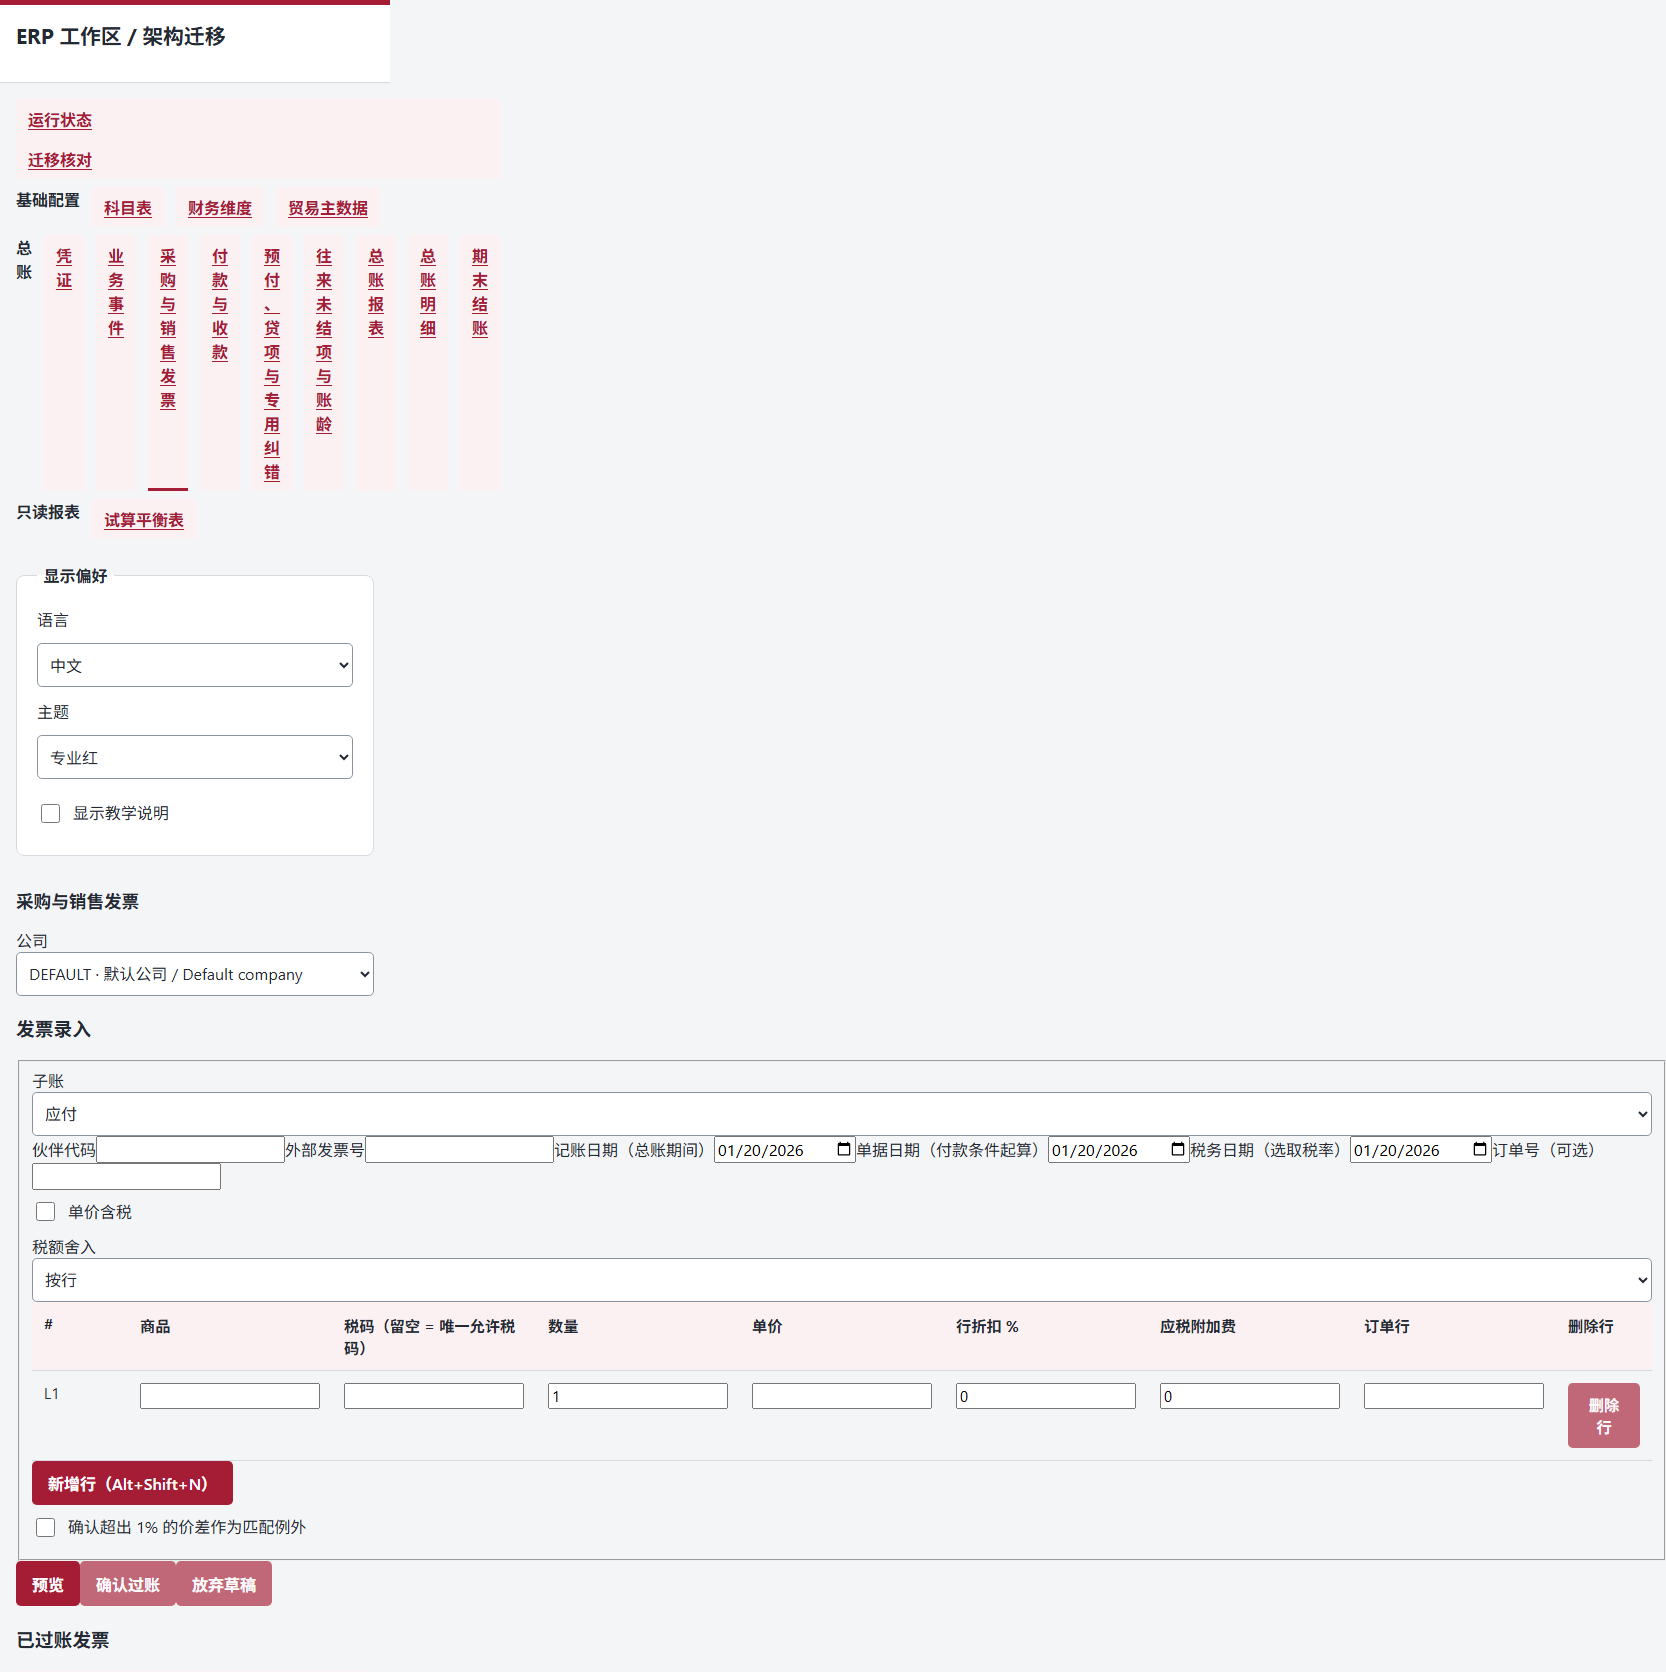 ERP 工作区 / 架构迁移
运行状态
迁移核对
基础配置 科目表 财务维度 贸易主数据
总账 凭证 业务事件 采购与销售发票 付款与收款 预付、贷项与专用纠错 往来未结项与账龄 总账报表 总账明细 期末结账
只读报表 试算平衡表
显示偏好
语言
中文
主题
专业红
显示教学说明
采购与销售发票
公司
DEFAULT · 默认公司 / Default company
发票录入
子账
应付
伙伴代码 外部发票号 记账日期（总账期间） 01/20/2026 单据日期（付款条件起算） 01/20/2026 税务日期（选取税率） 01/20/2026 订单号（可选）
单价含税
税额舍入
按行
# 商品 税码（留空 = 唯一允许税码） 数量 单价 行折扣 % 应税附加费 订单行 删除行
L1 1 0 0 删除行
新增行（Alt+Shift+N）
确认超出 1% 的价差作为匹配例外
预览 确认过账 放弃草稿
已过账发票